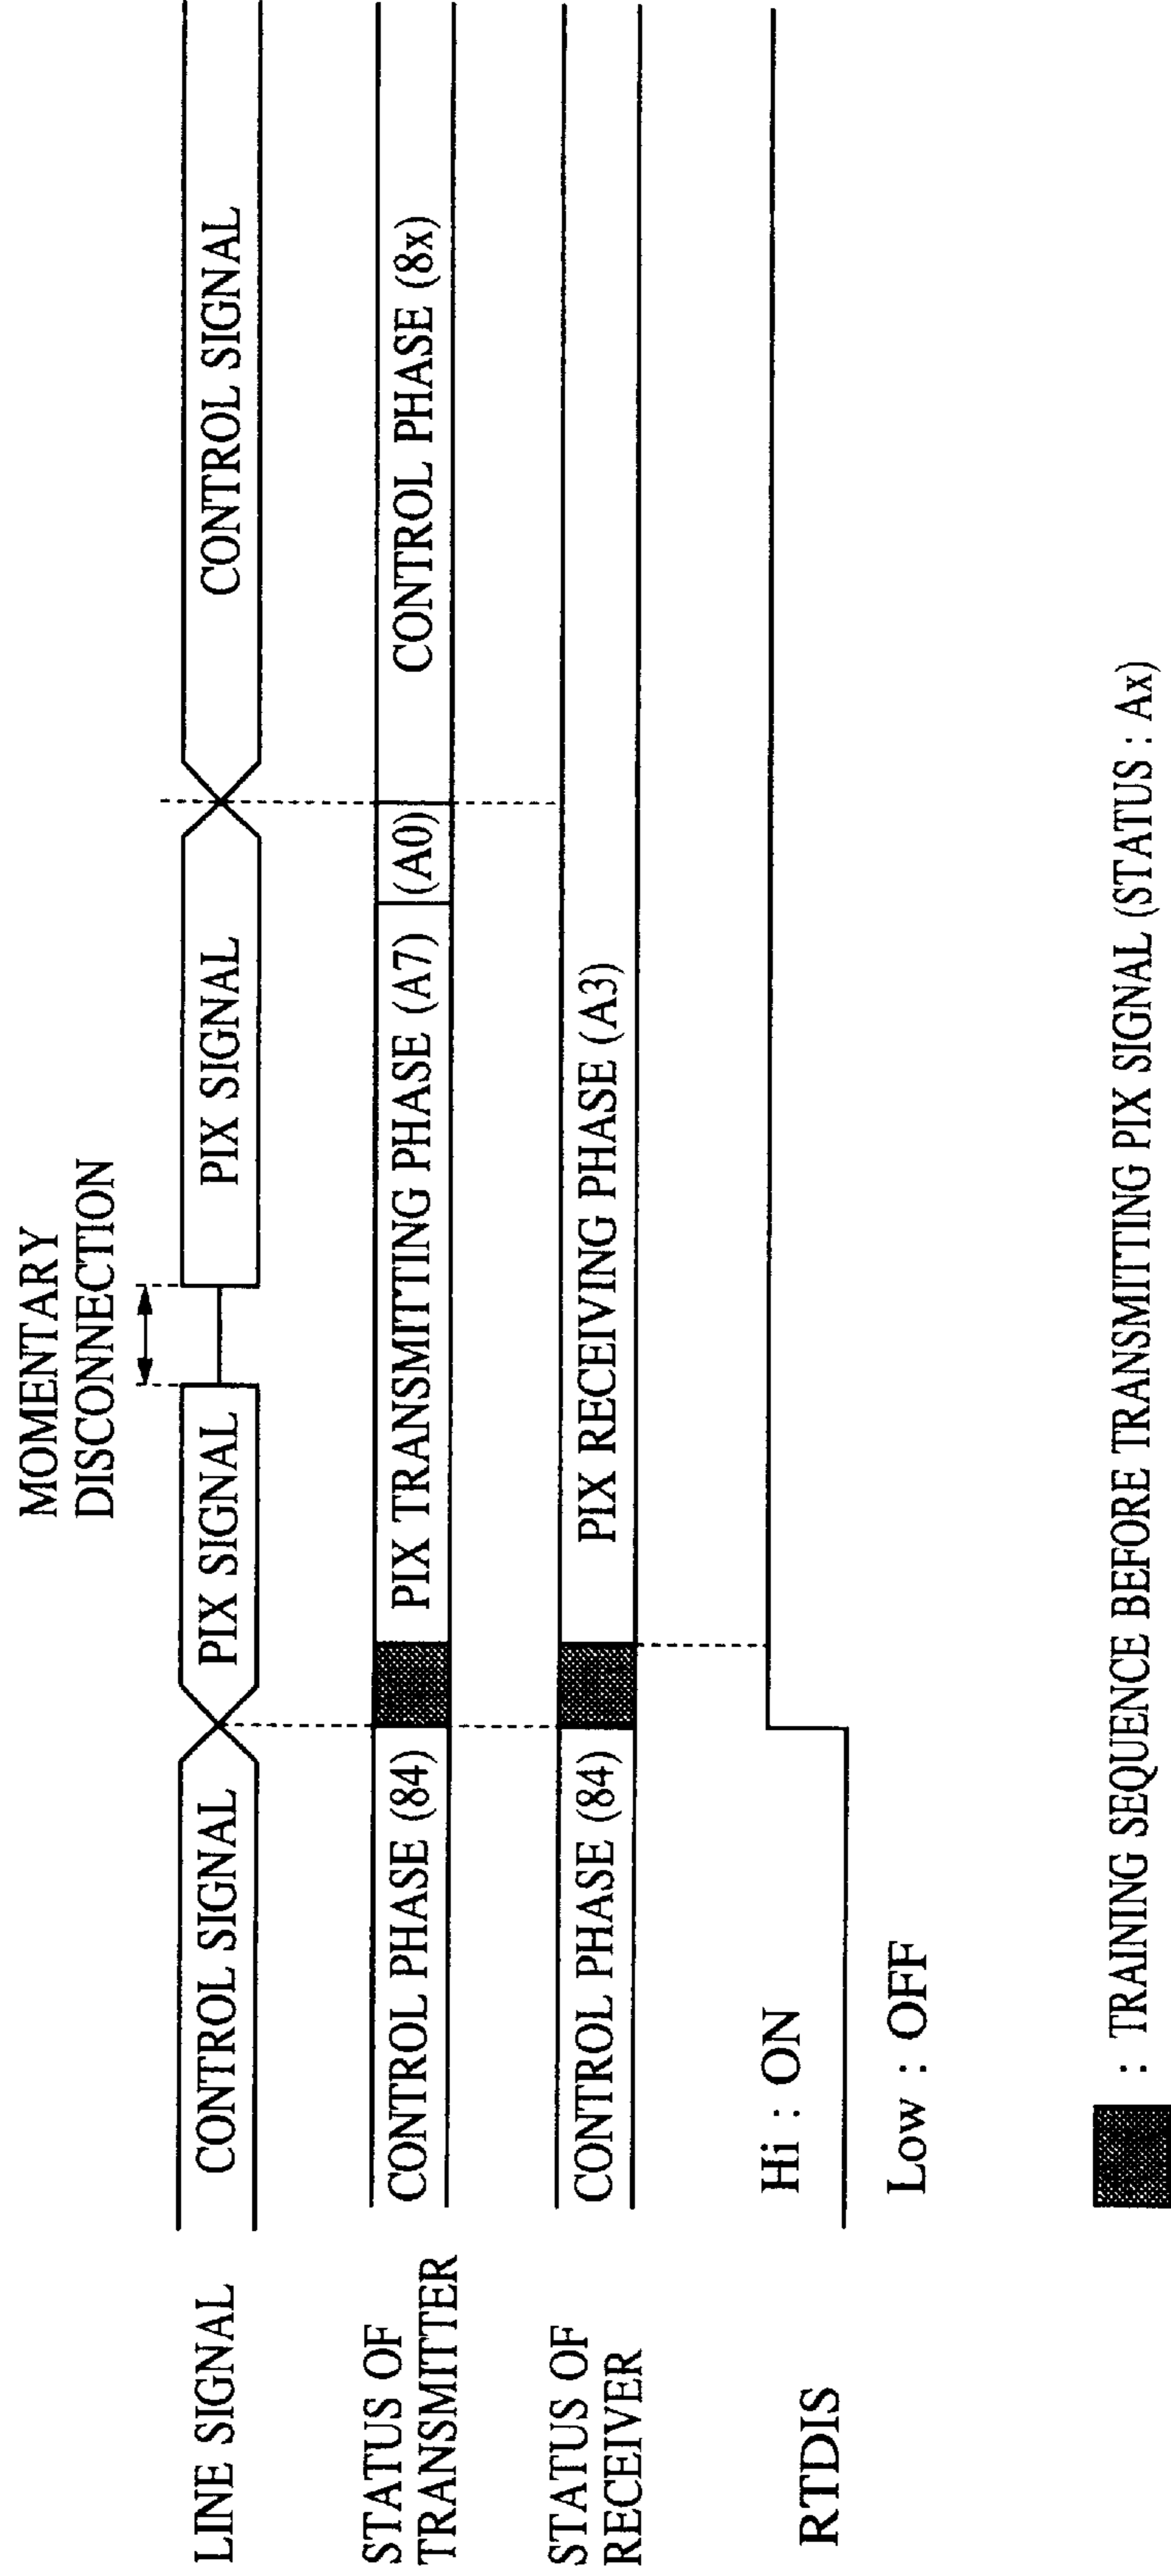 MOMENTARY
DISCONNECTION
LINE SIGNAL
CONTROL SIGNAL
PIX SIGNAL
PIX SIGNAL
CONTROL SIGNAL
STATUS OF
TRANSMITTER
CONTROL PHASE (84)
PIX TRANSMITTING PHASE (A7)
(A0)
CONTROL PHASE (8x)
STATUS OF
RECEIVER
CONTROL PHASE (84)
PIX RECEIVING PHASE (A3)
RTDIS
Hi : ON
Low : OFF
: TRAINING SEQUENCE BEFORE TRANSMITTING PIX SIGNAL (STATUS : Ax)